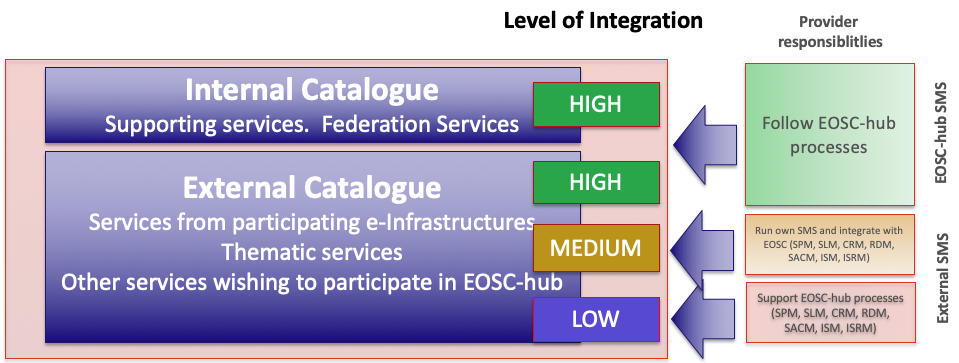 Level of Integration
Provider
responsiblitlies
Internal Catalogue
Supporting services.  Federation Services
HIGH
External Catalogue
Services from participating e-Infrastructures
Thematic services
Other services wishing to participate in EOSC-hub
HIGH
MEDIUM
LOW
Follow EOSC-hub
processes
Run own SMS and integrate with
EOSC (SPM, SLM, CRM, RDM,
SACM, ISM, ISRM)
Support EOSC-hub processes
(SPM, SLM, CRM, RDM,
SACM, ISM, ISRM)
EOSC-hub SMS
External SMS